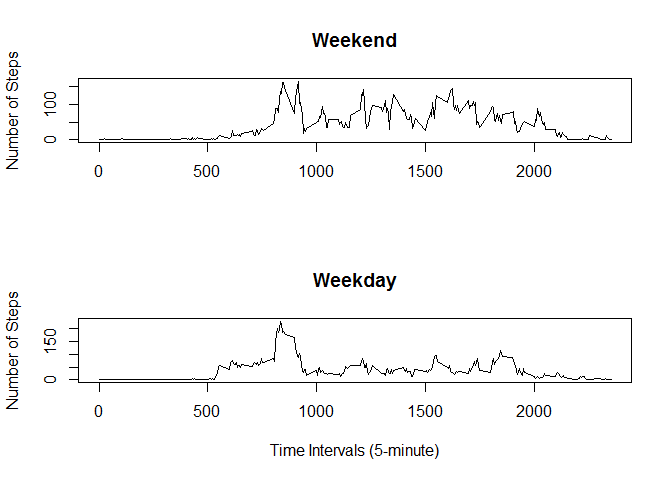 Weekend
Number of Steps
100
0
0 500 1000 1500 2000
Weekday
Number of Steps
150
0
0 500 1000 1500 2000
Time Intervals (5-minute)